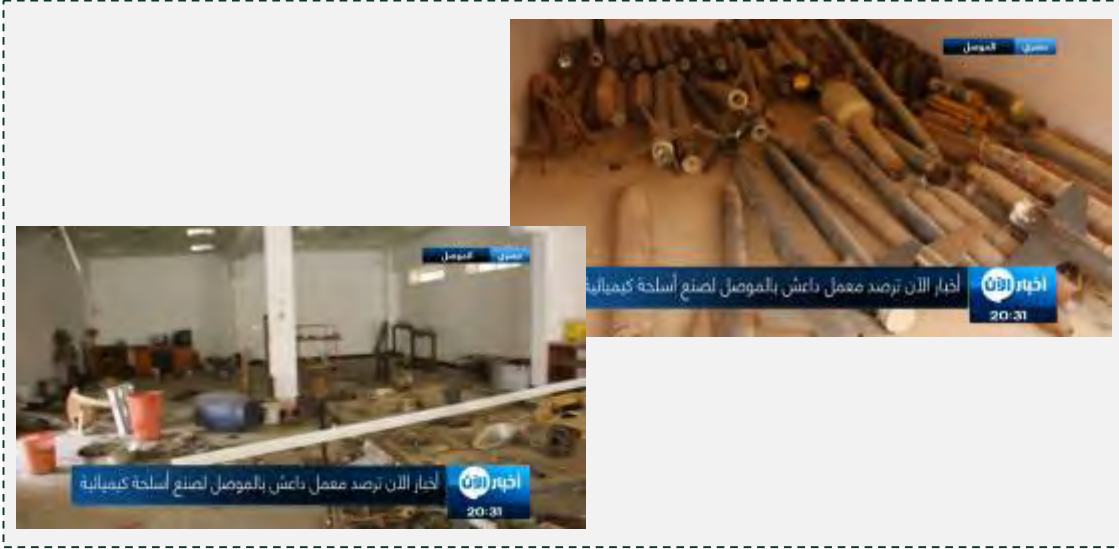 حصري الموصل
أخبار الآن ترصد معمل داعش بالموصل لصنع أسلحة كيميائية
أخبار الآن
20:31
حصري الموصل
أخبار الآن ترصد معمل داعش بالموصل لصنع أسلحة كيميائية
أخبار الآن
20:31